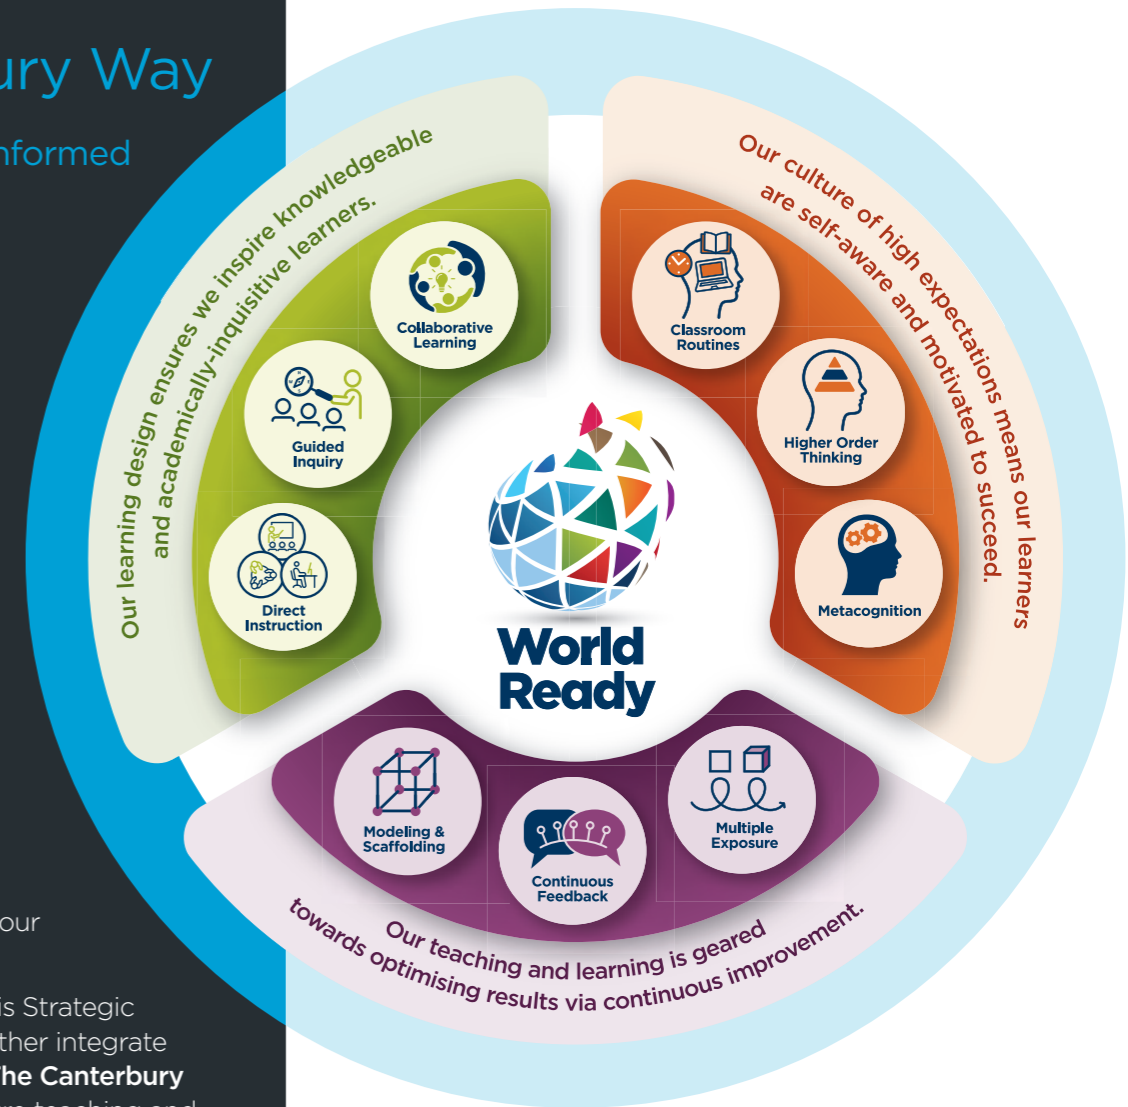 ury Way
nformed
Our learning design ensures we inspire knowledgeable
and academically-inquisitive learners.
Collaborative
Learning
Guided
Inquiry
Direct
Instruction
Our culture of high expectations means our learners
are self-aware and motivated to succeed.
Classroom
Routines
Higher Order
Thinking
Metacognition
World
Ready
Modeling &
Scaffolding
Continuous
Feedback
Multiple
Exposure
Our teaching and learning is geared
towards optimising results via continuous improvement.
our
is Strategic
ther integrate
The Canterbury
teaching and